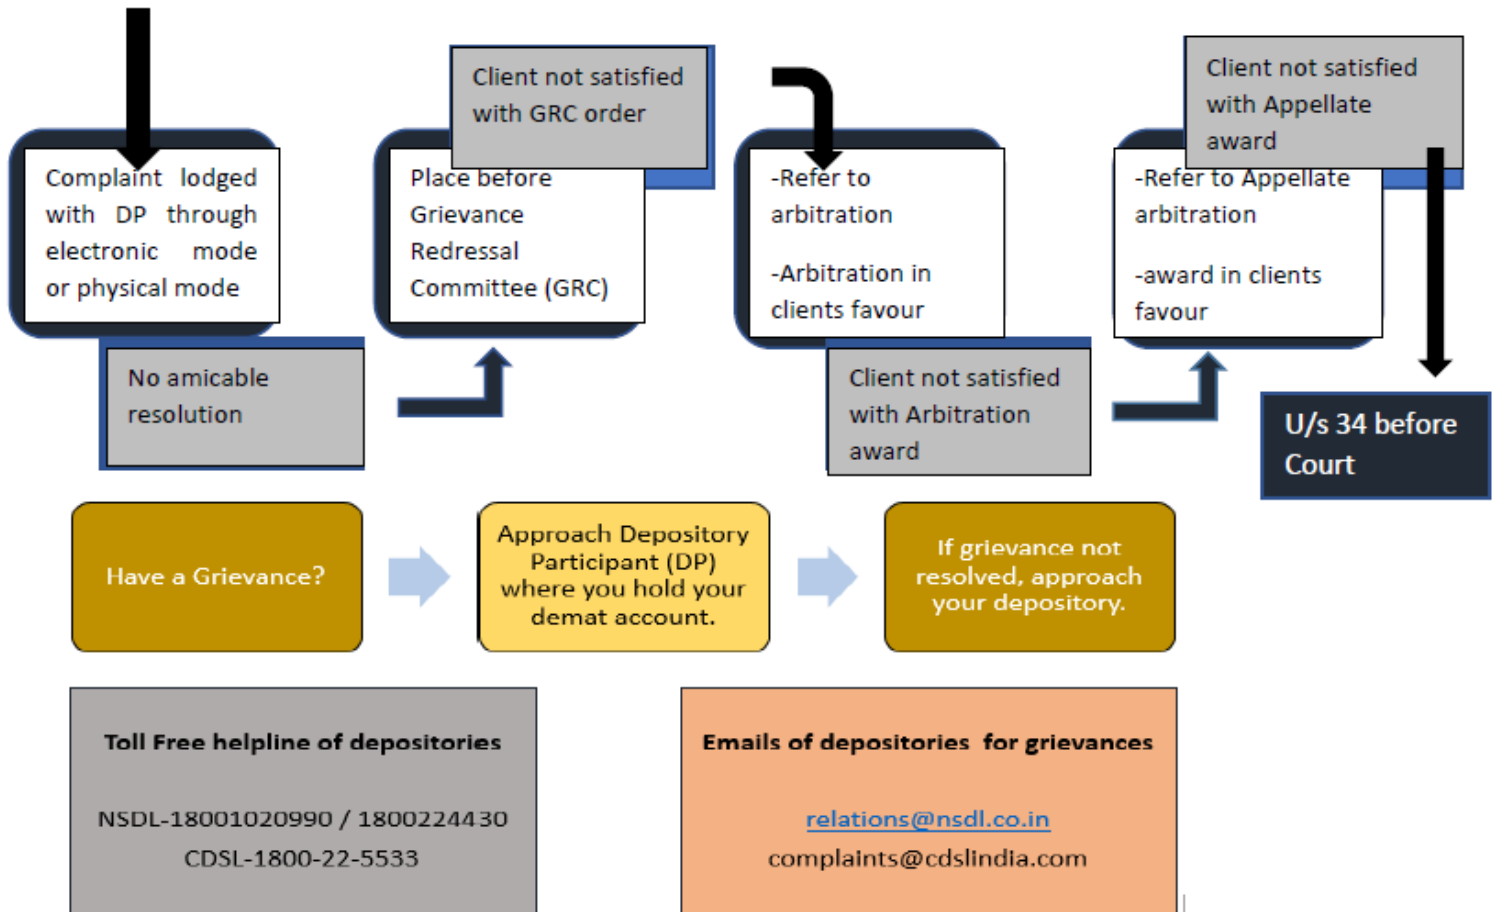 Complaint lodged
with DP through
electronic mode
or physical mode
No amicable
resolution
Client not satisfied
with GRC order
Place before
Grievance
Redressal
Committee (GRC)
-Refer to
arbitration
-Arbitration in
clients favour
Client not satisfied
with Arbitration
award
Client not satisfied
with Appellate
award
-Refer to Appellate
arbitration
-award in clients
favour
U/s 34 before
Court
Have a Grievance?
Approach Depository
Participant (DP)
where you hold your
demat account.
If grievance not
resolved, approach
your depository.
Toll Free helpline of depositories
NSDL-18001020990 / 1800224430
CDSL-1800-22-5533
Emails of depositories for grievances
relations@nsdl.co.in
complaints@cdslindia.com